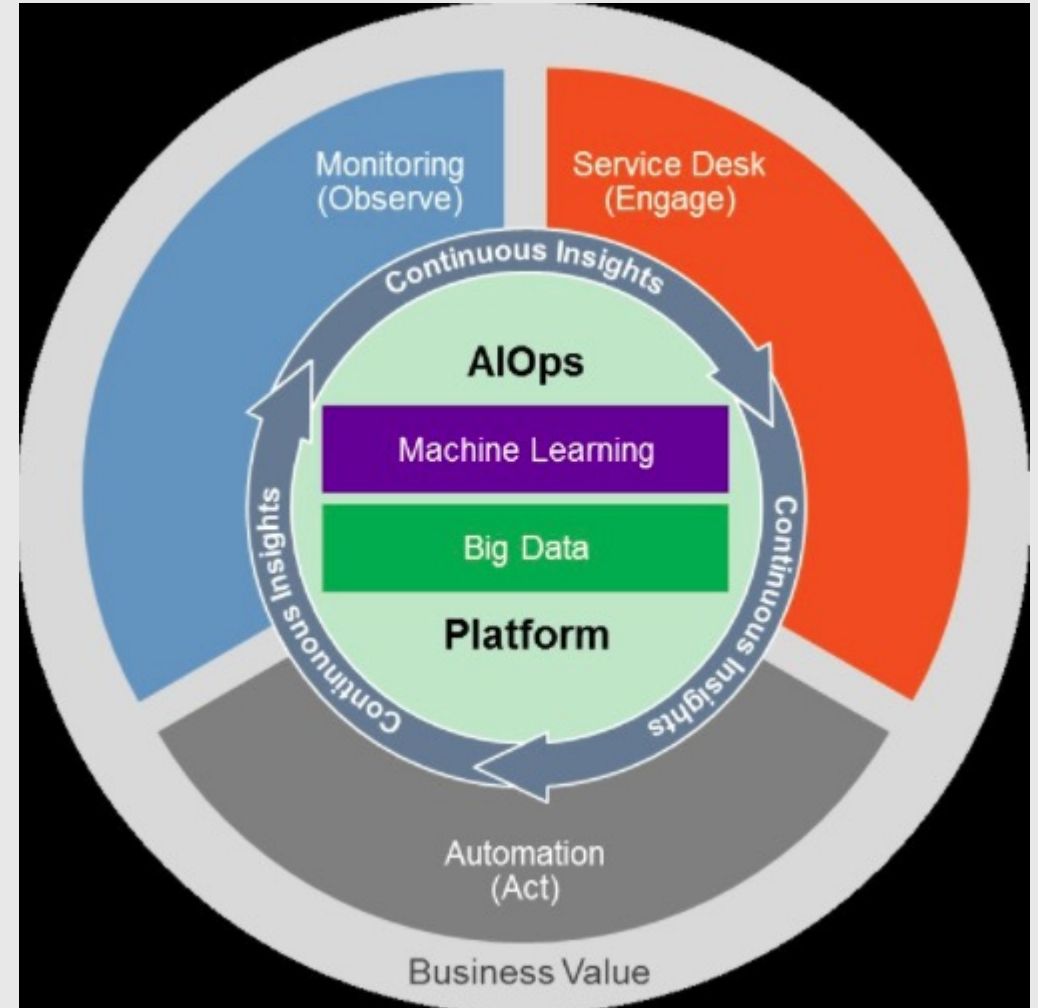 Monitoring
(Observe)
Service Desk
(Engage)
Continuous Insights
AIOps
Machine Learning
Big Data
Platform
Continuous Insights
Continuous Insights
Automation
(Act)
Business Value